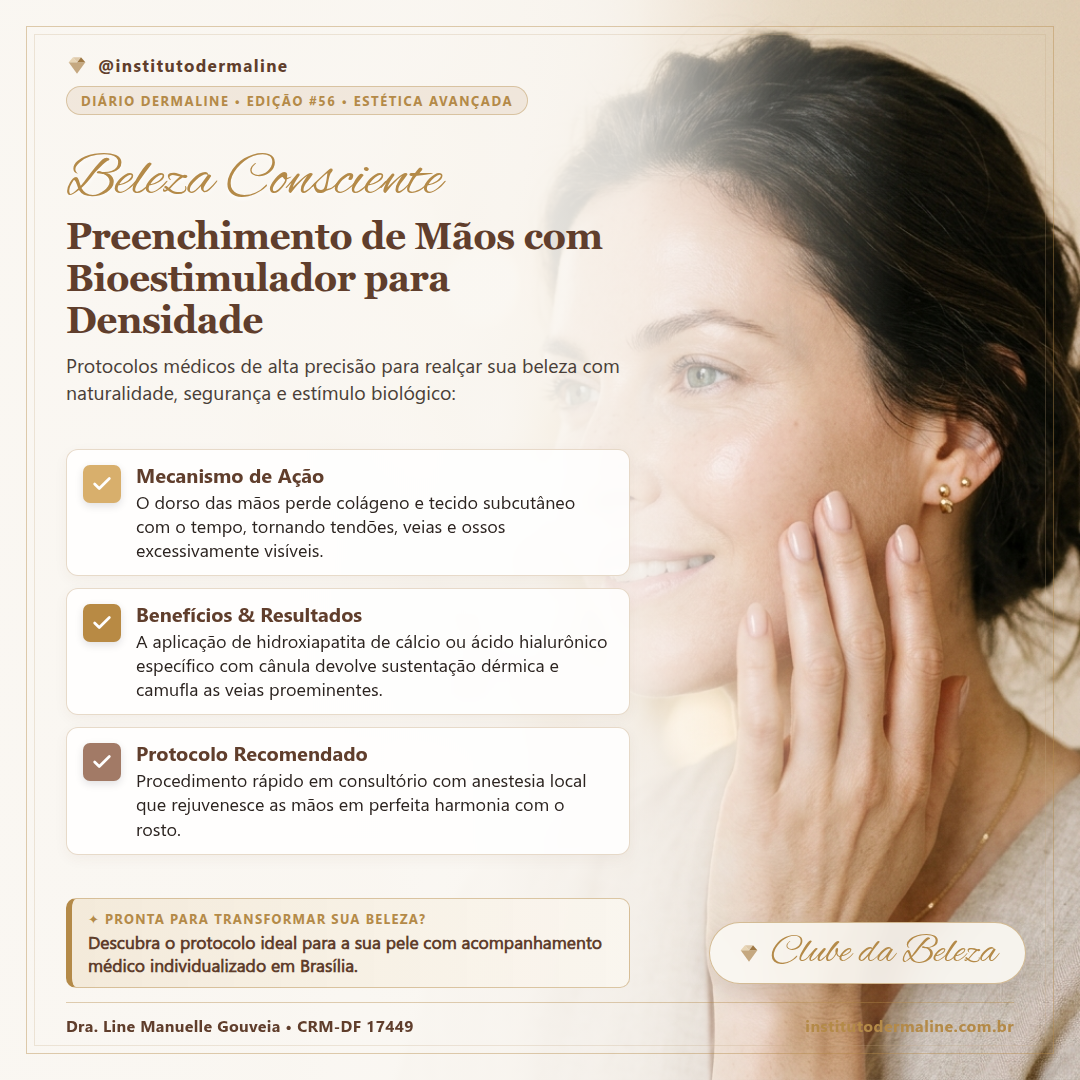 @institutodermaline
DIÁRIO DERMALINE • EDIÇÃO #56 • ESTÉTICA AVANÇADA
Beleza Consciente
Preenchimento de Mãos com
Bioestimulador para
Densidade
Protocolos médicos de alta precisão para realçar sua beleza com
naturalidade, segurança e estímulo biológico:
Mecanismo de Ação
O dorso das mãos perde colágeno e tecido subcutâneo
com o tempo, tornando tendões, veias e ossos
excessivamente visíveis.
Benefícios & Resultados
A aplicação de hidroxiapatita de cálcio ou ácido hialurônico
específico com cânula devolve sustentação dérmica e
camufla as veias proeminentes.
Protocolo Recomendado
Procedimento rápido em consultório com anestesia local
que rejuvenesce as mãos em perfeita harmonia com o
rosto.
✦ PRONTA PARA TRANSFORMAR SUA BELEZA?
Descubra o protocolo ideal para a sua pele com acompanhamento
médico individualizado em Brasília.
Clube da Beleza
Dra. Line Manuelle Gouveia • CRM-DF 17449
institutodermaline.com.br